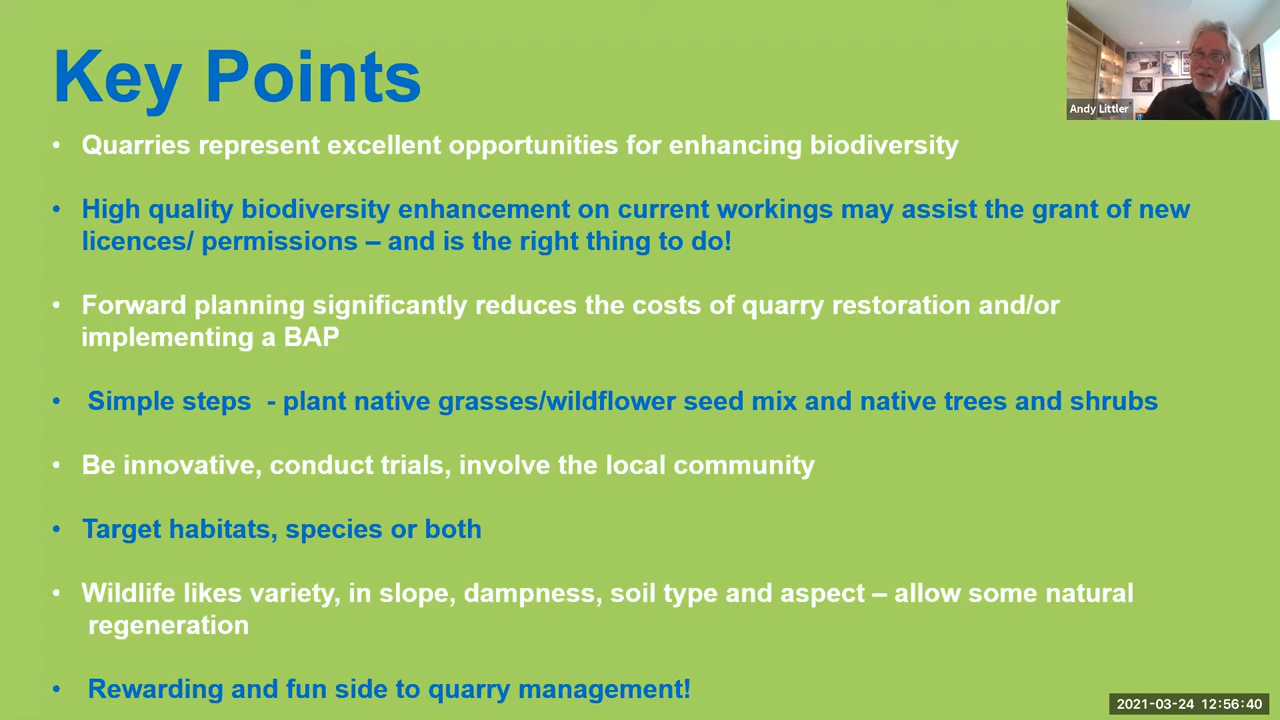 Key Points
Andy Littler
• Quarries represent excellent opportunities for enhancing biodiversity
• High quality biodiversity enhancement on current workings may assist the grant of new
licences/ permissions – and is the right thing to do!
• Forward planning significantly reduces the costs of quarry restoration and/or
implementing a BAP
• Simple steps - plant native grasses/wildflower seed mix and native trees and shrubs
• Be innovative, conduct trials, involve the local community
• Target habitats, species or both
• Wildlife likes variety, in slope, dampness, soil type and aspect – allow some natural
regeneration
• Rewarding and fun side to quarry management!
2021-03-24 12:56:40